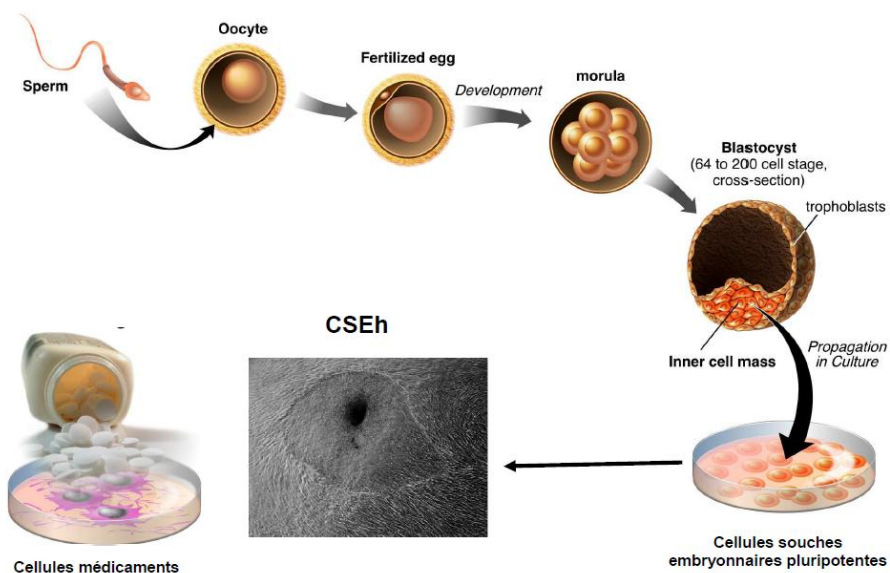 Sperm
Oocyte
Fertilized egg
Development
morula
Blastocyst
(64 to 200 cell stage,
cross-section)
trophoblasts
Inner cell mass
Propagation
in Culture
CSEh
Cellules médicaments
Cellules souches
embryonnaires pluripotentes